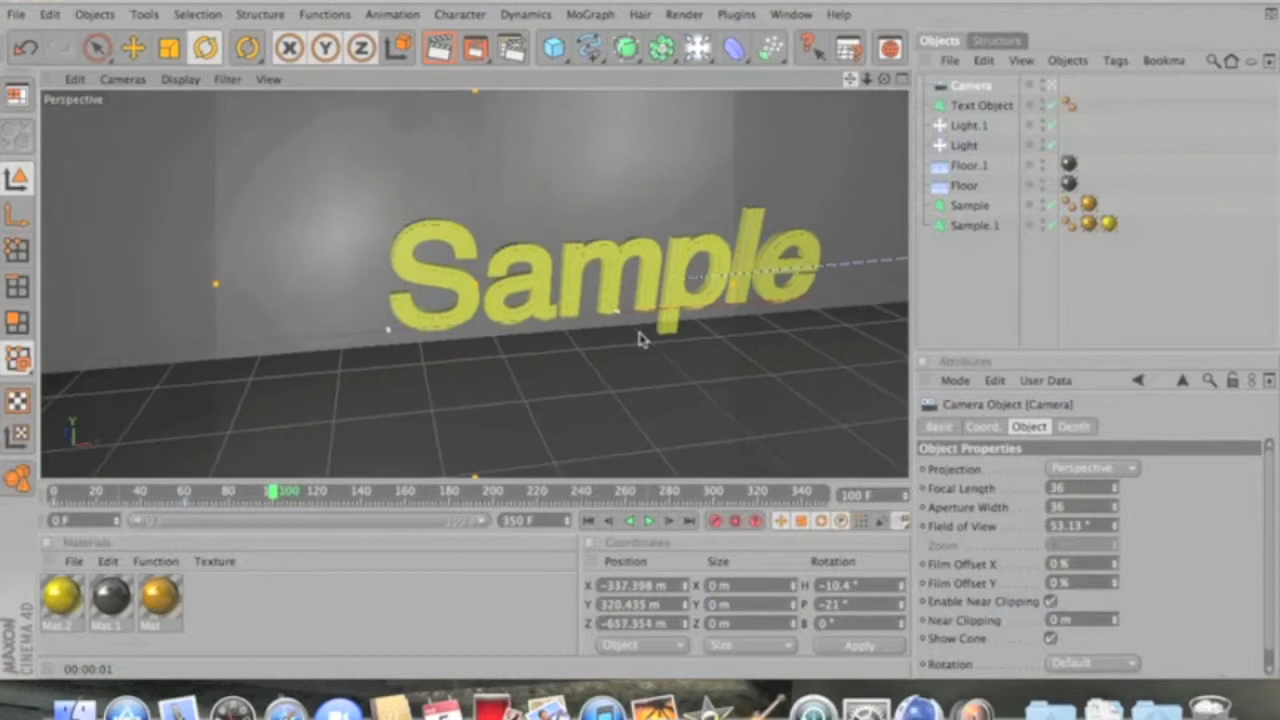 File Edit Objects Tools Selection Structure Functions Animation Character Dynamics MoGraph Hair Render Plugins Window Help
X Y Z
Objects Structure
File Edit View Objects Tags Bookma
Edit Cameras Display Filter View
Perspective
Camera
Text Object
Light.1
Light
Floor.1
Floor
Sample
Sample.1
Sample
Y
Attributes
Mode Edit User Data
Camera Object [Camera]
Basic Coord. Object Depth
Object Properties
Projection Perspective
Focal Length 36
Aperture Width 36
Field of View 53.13 °
Zoom
Film Offset X 0 %
Film Offset Y 0 %
Enable Near Clipping
Near Clipping 0 m
Show Cone
Rotation Default
0 20 40 60 80 100 120 140 160 180 200 220 240 260 280 300 320 340 100 F
0 F 350 F
Materials
File Edit Function Texture
Mat.2 Mat.1 Mat
Coordinates
Position Size Rotation
X -337.398 m X 0 m H -10.4 °
Y 320.435 m Y 0 m P -21 °
Z -657.354 m Z 0 m B 0 °
Object Size Apply
MAXON
CINEMA 4D
00:00:01